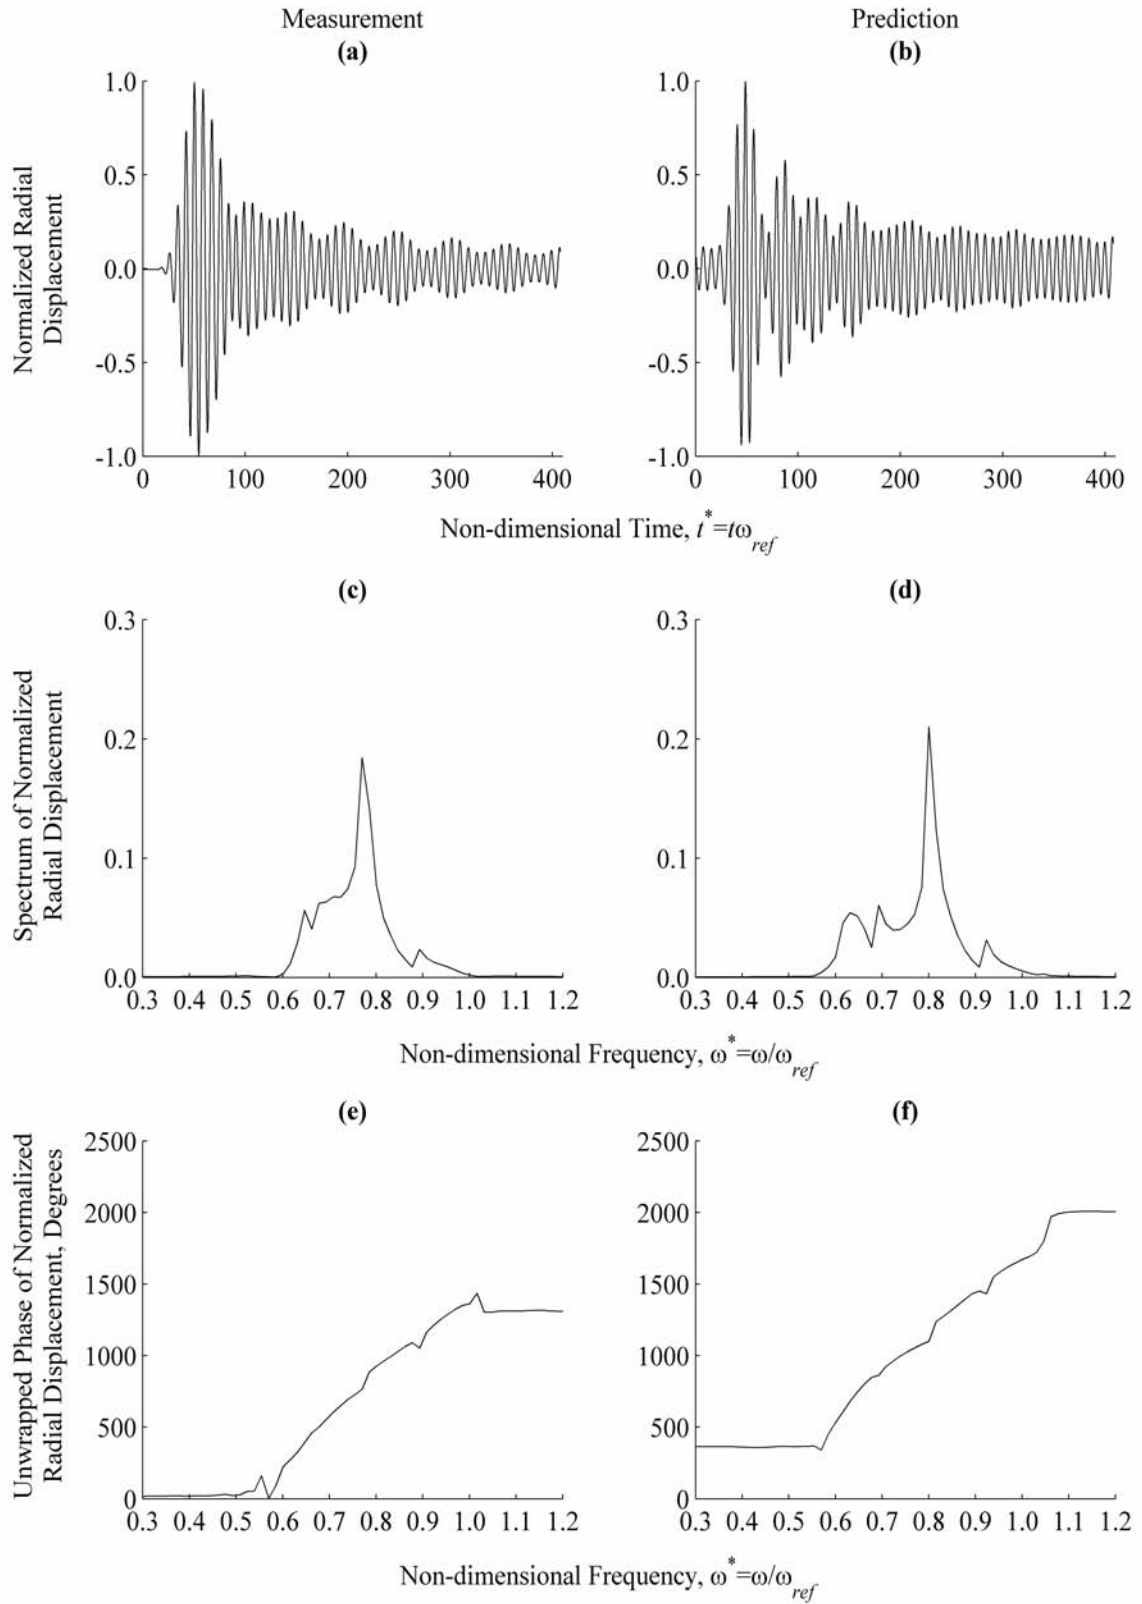 Measurement
Prediction
(a)
(b)
Normalized Radial
Displacement
1.0
0.5
0.0
-0.5
-1.0
0 100 200 300 400
1.0
0.5
0.0
-0.5
-1.0
0 100 200 300 400
Non-dimensional Time, t*=tω_ref
(c)
(d)
Spectrum of Normalized
Radial Displacement
0.3
0.2
0.1
0.0
0.3 0.4 0.5 0.6 0.7 0.8 0.9 1.0 1.1 1.2
0.3
0.2
0.1
0.0
0.3 0.4 0.5 0.6 0.7 0.8 0.9 1.0 1.1 1.2
Non-dimensional Frequency, ω*=ω/ω_ref
(e)
(f)
Unwrapped Phase of Normalized
Radial Displacement, Degrees
2500
2000
1500
1000
500
0
0.3 0.4 0.5 0.6 0.7 0.8 0.9 1.0 1.1 1.2
2500
2000
1500
1000
500
0
0.3 0.4 0.5 0.6 0.7 0.8 0.9 1.0 1.1 1.2
Non-dimensional Frequency, ω*=ω/ω_ref